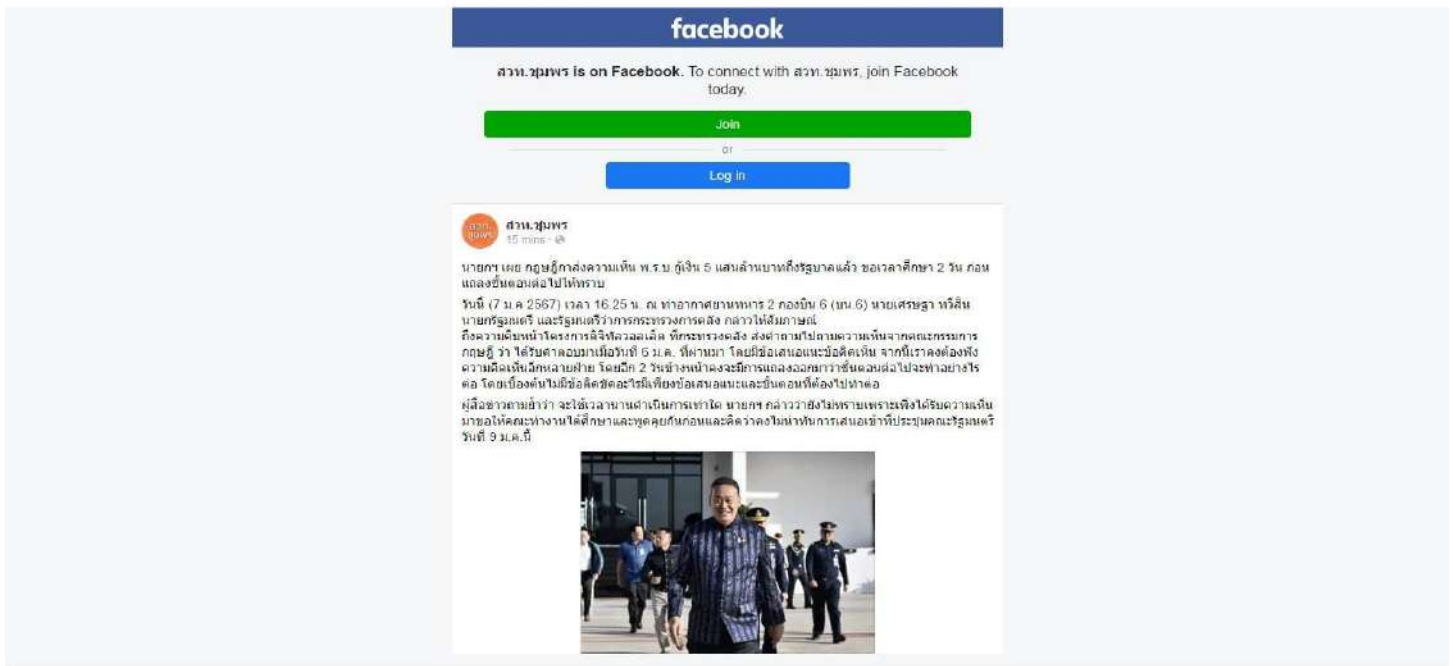 facebook
สวท.ชุมพร is on Facebook. To connect with สวท.ชุมพร, join Facebook
today.
Join
or
Log in
สวท.
ชุมพร
สวท.ชุมพร
15 mins ·
นายกฯ เผย กฤษฎีกาส่งความเห็น พ.ร.บ.กู้เงิน 5 แสนล้านบาทถึงรัฐบาลแล้ว ขอเวลาศึกษา 2 วัน ก่อน
แถลงขั้นตอนต่อไปให้ทราบ
วันนี้ (7 ม.ค 2567) เวลา 16.25 น. ณ ท่าอากาศยานทหาร 2 กองบิน 6 (บน.6) นายเศรษฐา ทวีสิน
นายกรัฐมนตรี และรัฐมนตรีว่าการกระทรวงการคลัง กล่าวให้สัมภาษณ์
ถึงความคืบหน้าโครงการดิจิทัลวอลเล็ต ที่กระทรวงคลัง ส่งคำถามไปถามความเห็นจากคณะกรรมการ
กฤษฎี ว่า ได้รับคำตอบมาเมื่อวันที่ 6 ม.ค. ที่ผ่านมา โดยมีข้อเสนอแนะข้อคิดเห็น จากนี้เราคงต้องฟัง
ความคิดเห็นอีกหลายฝ่าย โดยอีก 2 วันข้างหน้าคงจะมีการแถลงออกมาว่าขั้นตอนต่อไปจะทำอย่างไร
ต่อ โดยเบื้องต้นไม่มีข้อคิดขัดอะไรมีเพียงข้อเสนอแนะและขั้นตอนที่ต้องไปทำต่อ
ผู้สื่อข่าวถามย้ำว่า จะใช้เวลานานดำเนินการเท่าใด นายกฯ กล่าวว่ายังไม่ทราบเพราะเพิ่งได้รับความเห็น
มาขอให้คณะทำงานได้ศึกษาและพูดคุยกันก่อนและคิดว่าคงไม่น่าทันการเสนอเข้าที่ประชุมคณะรัฐมนตรี
วันที่ 9 ม.ค.นี้